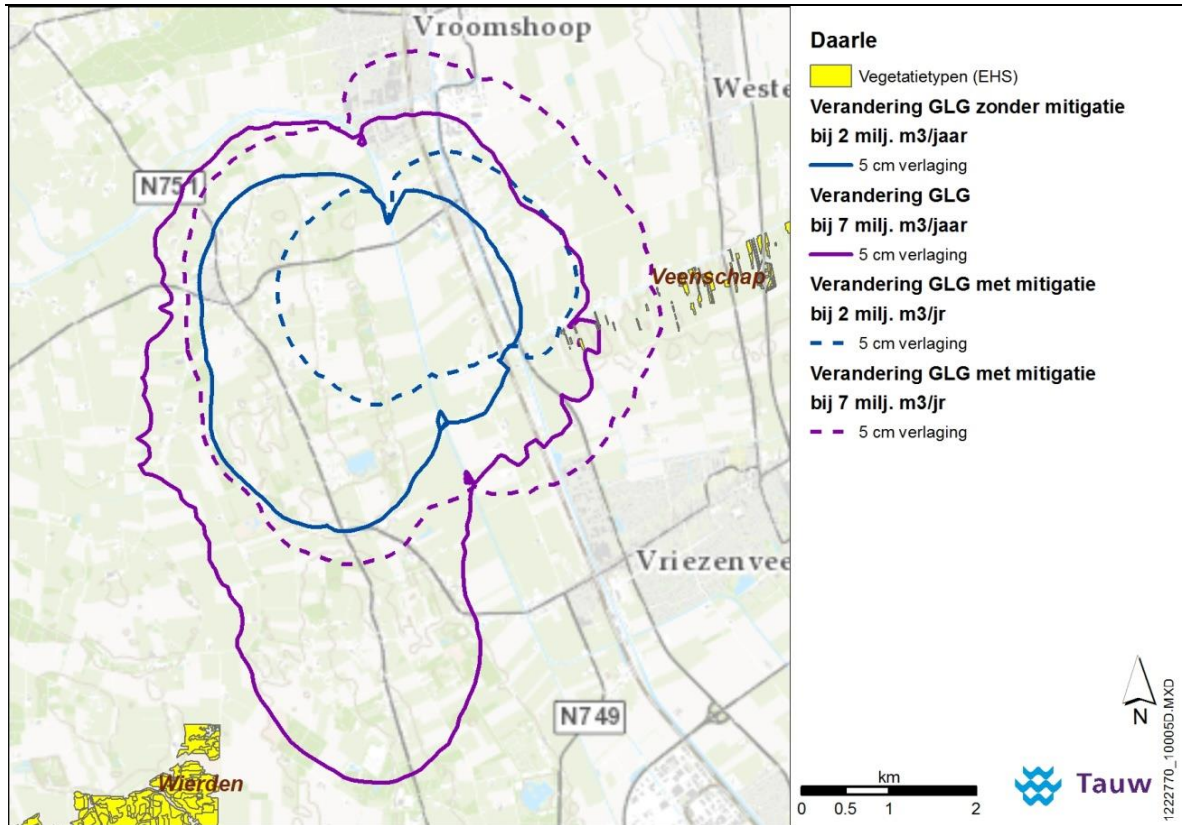 Vroomshoop
Weste
N751
Veenschap
Vriezenvee
N749
Wierden
Daarle
Vegetatietypen (EHS)
Verandering GLG zonder mitigatie
bij 2 milj. m3/jaar
5 cm verlaging
Verandering GLG
bij 7 milj. m3/jaar
5 cm verlaging
Verandering GLG met mitigatie
bij 2 milj. m3/jr
5 cm verlaging
Verandering GLG met mitigatie
bij 7 milj. m3/jr
5 cm verlaging
N
km
0 0.5 1 2
Tauw
1222770_10005D.MXD